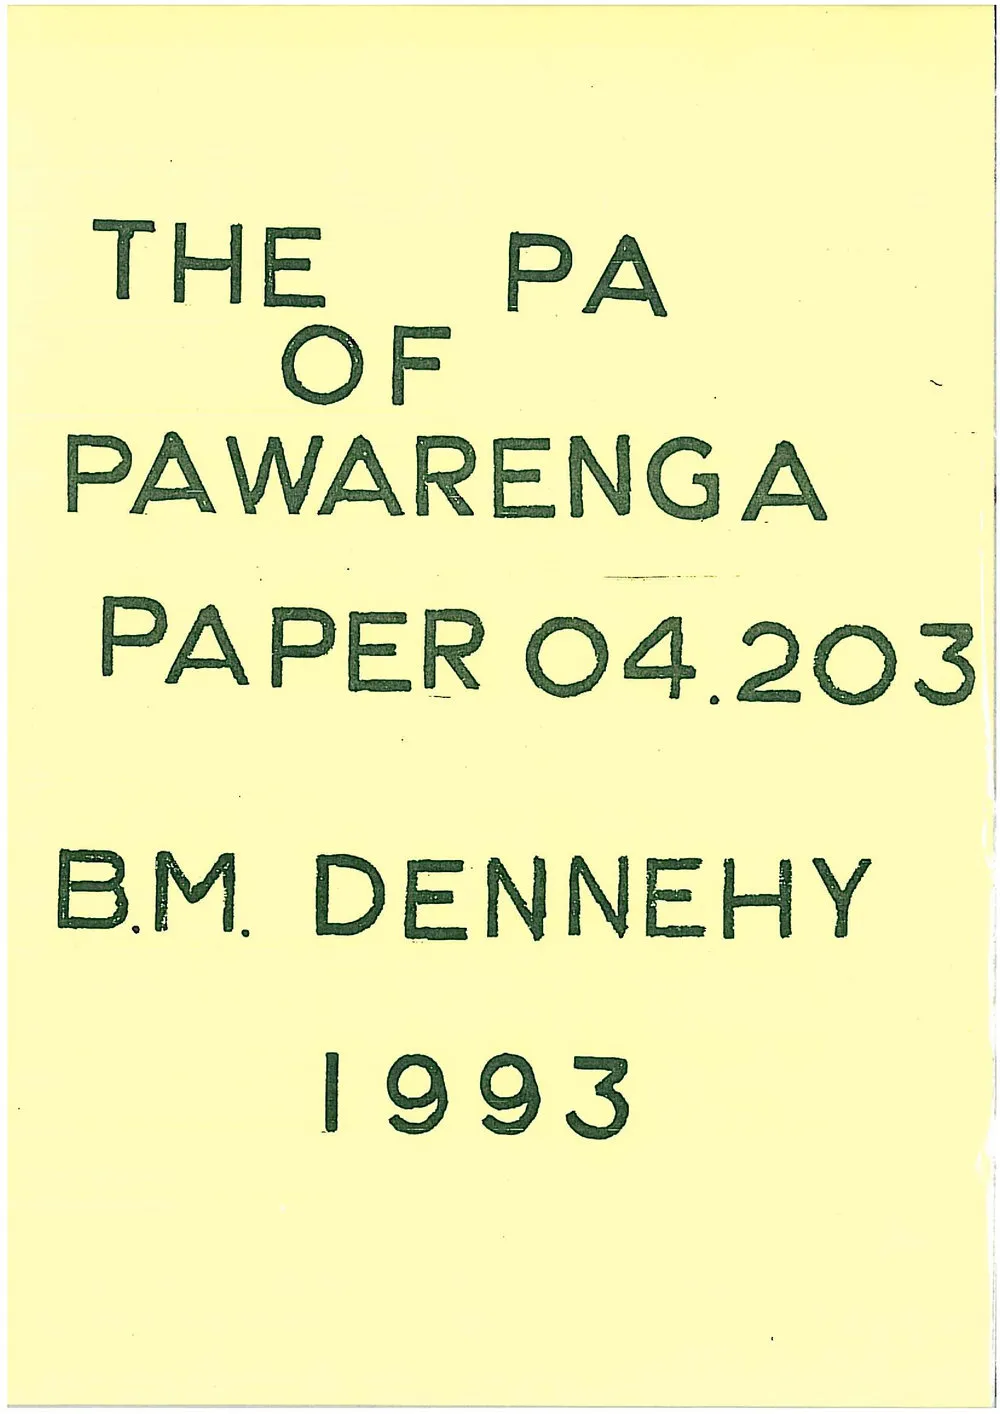 THE PA
OF
PAWARENGA
PAPER 04.203
B.M. DENNEHY
1993